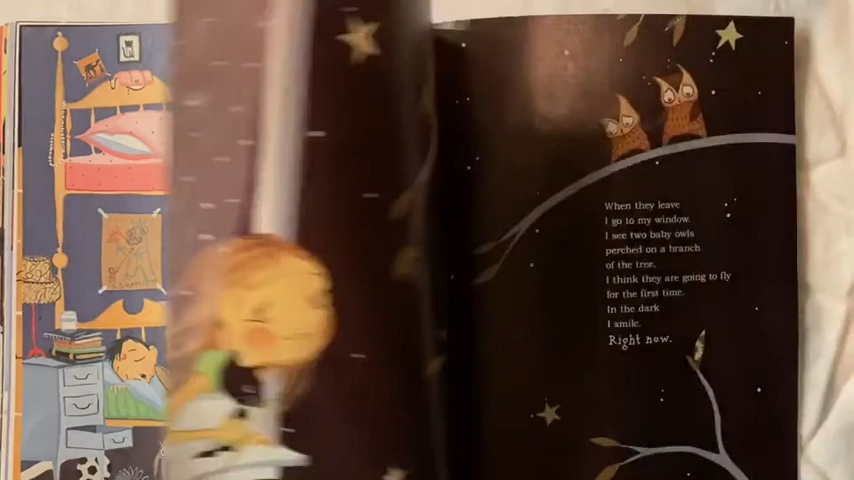 When they leave
I go to my window.
I see two baby owls
perched on a branch
of the tree.
I think they are going to fly
for the first time.
In the dark
I smile.
Right now.